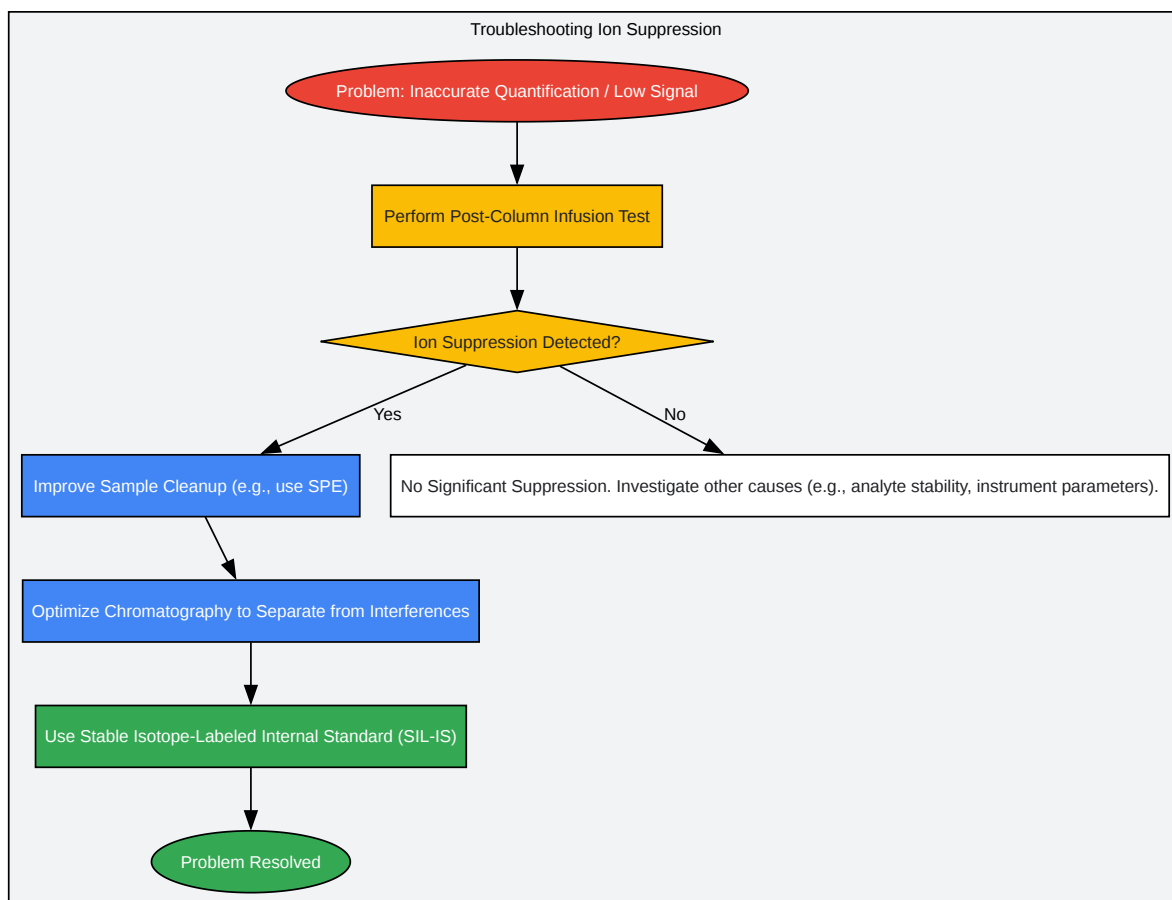 Troubleshooting Ion Suppression
Problem: Inaccurate Quantification / Low Signal
Perform Post-Column Infusion Test
Ion Suppression Detected?
Yes
No
Improve Sample Cleanup (e.g., use SPE)
No Significant Suppression. Investigate other causes (e.g., analyte stability, instrument parameters).
Optimize Chromatography to Separate from Interferences
Use Stable Isotope-Labeled Internal Standard (SIL-IS)
Problem Resolved